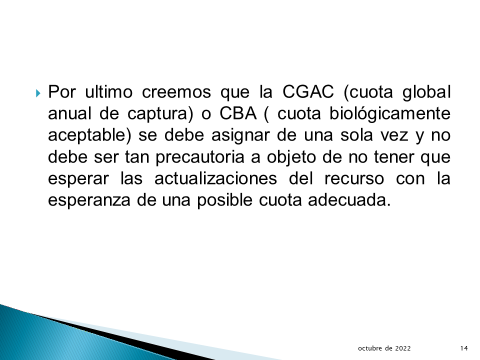 Por ultimo creemos que la CGAC (cuota global
anual de captura) o CBA ( cuota biológicamente
aceptable) se debe asignar de una sola vez y no
debe ser tan precautoria a objeto de no tener que
esperar las actualizaciones del recurso con la
esperanza de una posible cuota adecuada.
octubre de 2022 14